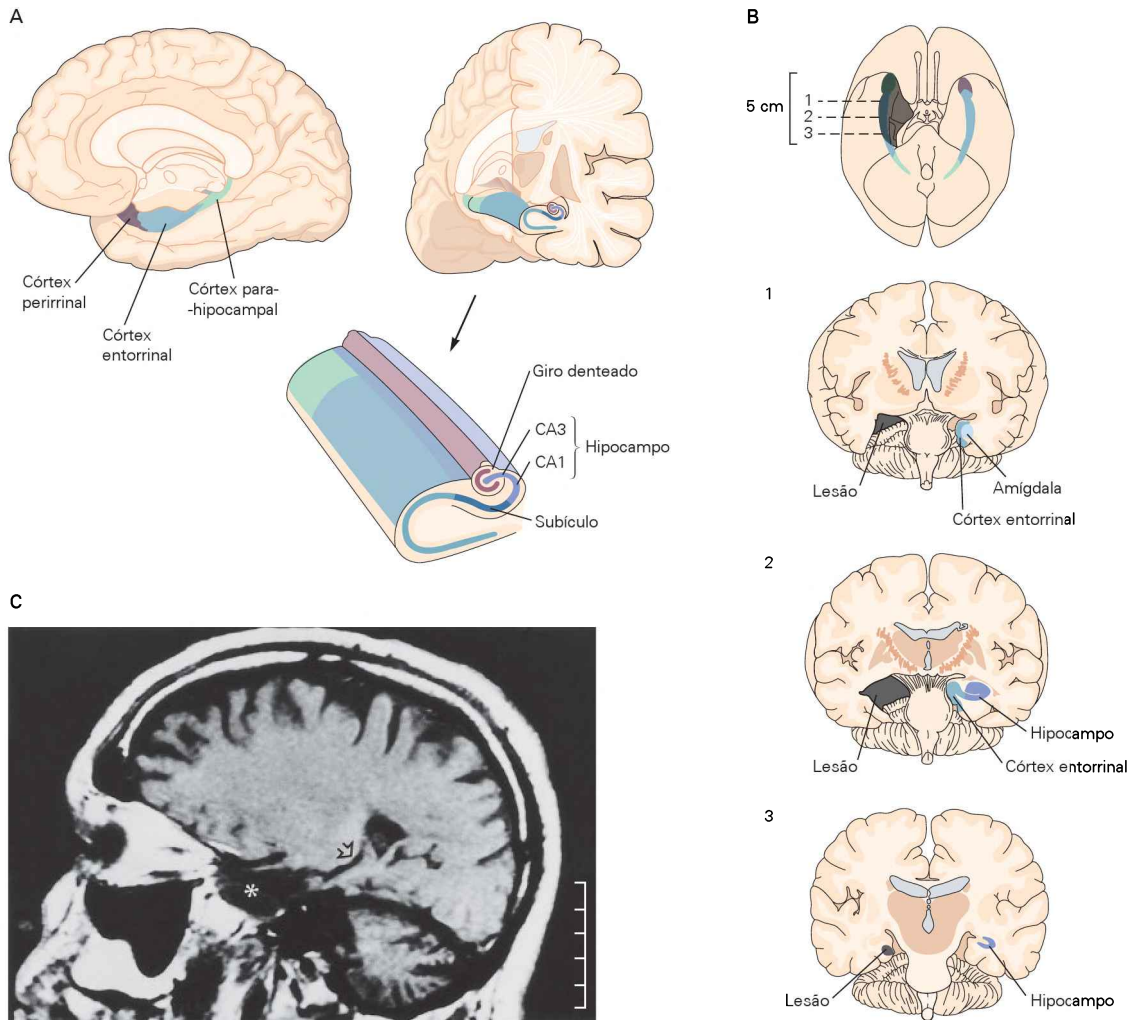 A
Córtex
perirrinal
Córtex
entorrinal
Córtex para-
-hipocampal
Giro denteado
CA3
CA1
Hipocampo
Subículo
B
5 cm
1
2
3
1
Lesão
Amígdala
Córtex entorrinal
2
Hipocampo
Lesão
Córtex entorrinal
3
Lesão
Hipocampo
C
*